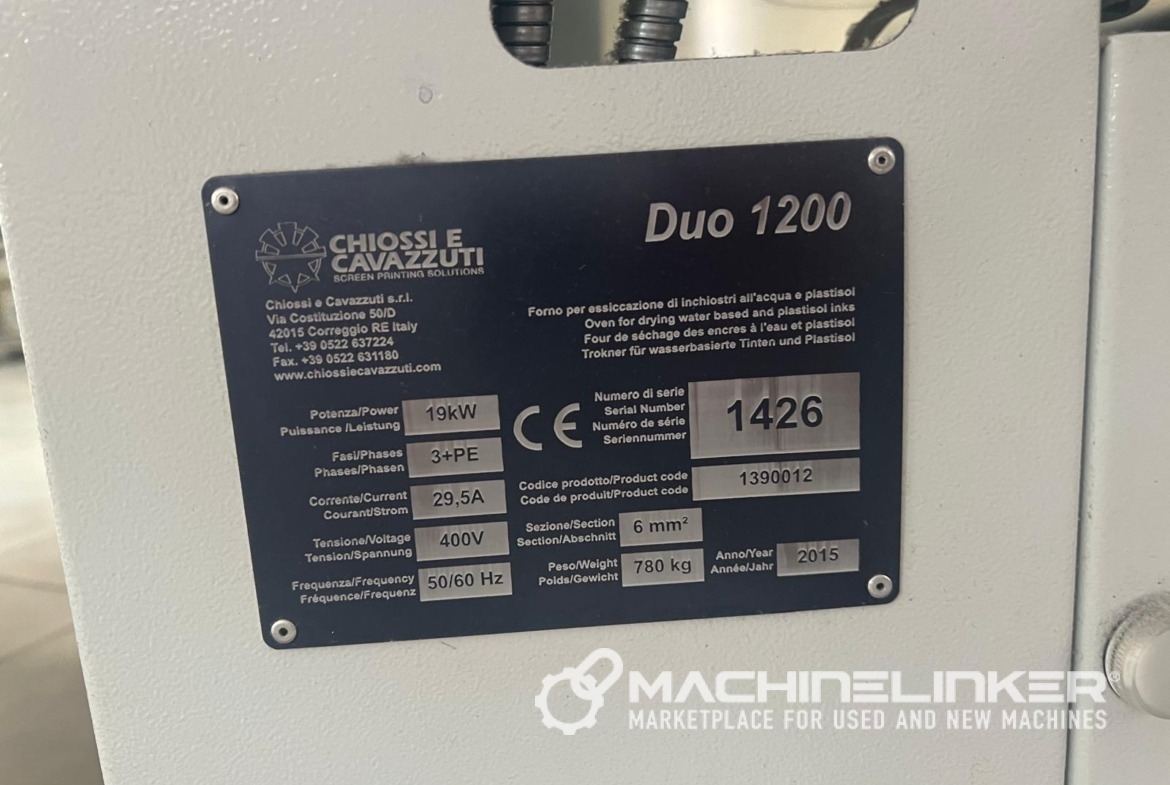 Duo 1200
CHIOSSI E
CAVAZZUTI
SCREEN PRINTING SOLUTIONS
Chiossi e Cavazzuti s.r.l.
Via Costituzione 50/D
42015 Correggio RE Italy
Tel. +39 0522 637224
Fax. +39 0522 631180
www.chiossiecavazzuti.com
Forno per essiccazione di inchiostri all'acqua e plastisol
Oven for drying water based and plastisol inks
Four de séchage des encres à l'eau et plastisol
Trokner für wasserbasierte Tinten und Plastisol
Potenza/Power
Puissance /Leistung
19kW
Fasi/Phases
Phases/Phasen
3+PE
Corrente/Current
Courant/Strom
29,5A
Tensione/Voltage
Tension/Spannung
400V
Frequenza/Frequency
Fréquence/Frequenz
50/60 Hz
CE
Numero di serie
Serial Number
Numéro de série
Seriennummer
1426
Codice prodotto/Product code
Code de produit/Product code
1390012
Sezione/Section
Section/Abschnitt
6 mm²
Peso/Weight
Poids/Gewicht
780 kg
Anno/Year
Année/Jahr
2015
MACHINELINKER®
MARKETPLACE FOR USED AND NEW MACHINES